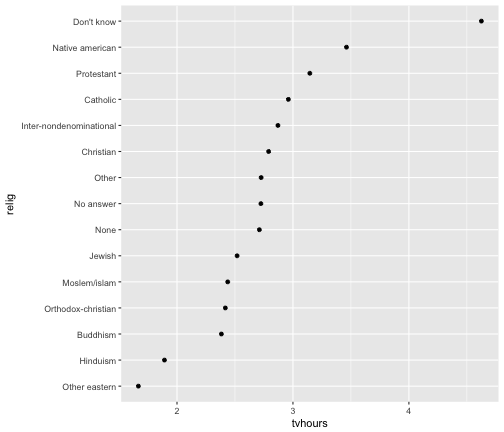 Don't know
Native american
Protestant
Catholic
Inter-nondenominational
Christian
Other
No answer
None
Jewish
Moslem/islam
Orthodox-christian
Buddhism
Hinduism
Other eastern
relig
2 3 4
tvhours